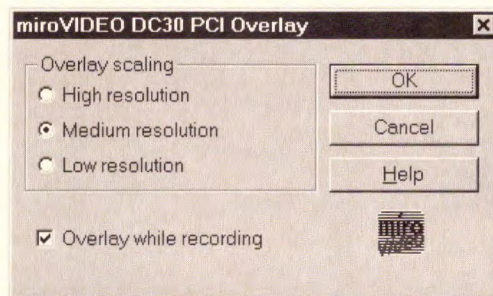 miroVIDEO DC30 PCI Overlay
Overlay scaling
High resolution
Medium resolution
Low resolution
Overlay while recording
OK
Cancel
Help
miro
VIDEO